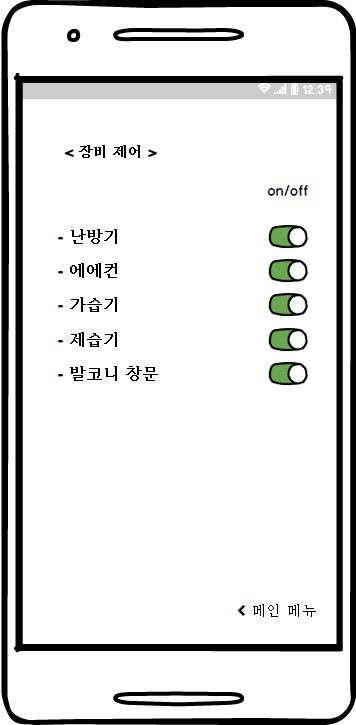 12:39
< 장비 제어 >
on/off
- 난방기
- 에에컨
- 가습기
- 제습기
- 발코니 창문
< 메인 메뉴